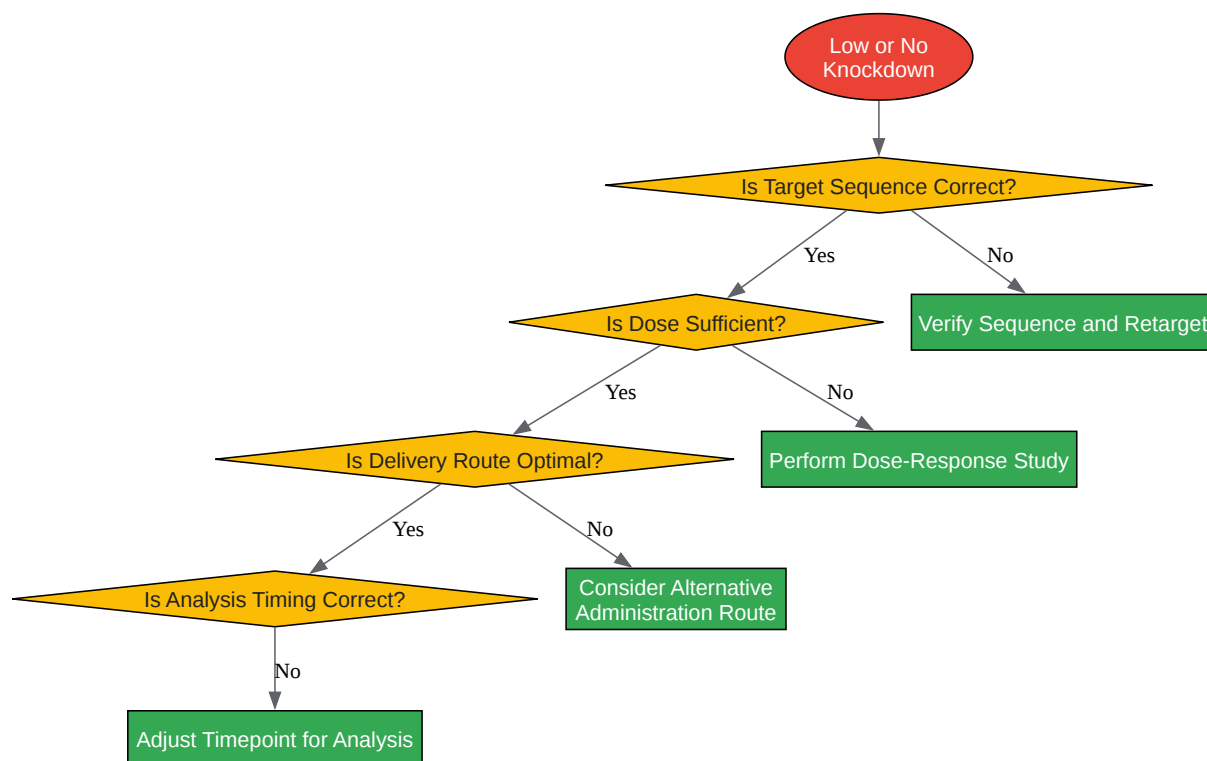 Low or No
Knockdown
Is Target Sequence Correct?
Yes
No
Is Dose Sufficient?
Verify Sequence and Retarget
Yes
No
Is Delivery Route Optimal?
Perform Dose-Response Study
Yes
No
Is Analysis Timing Correct?
Consider Alternative
Administration Route
No
Adjust Timepoint for Analysis